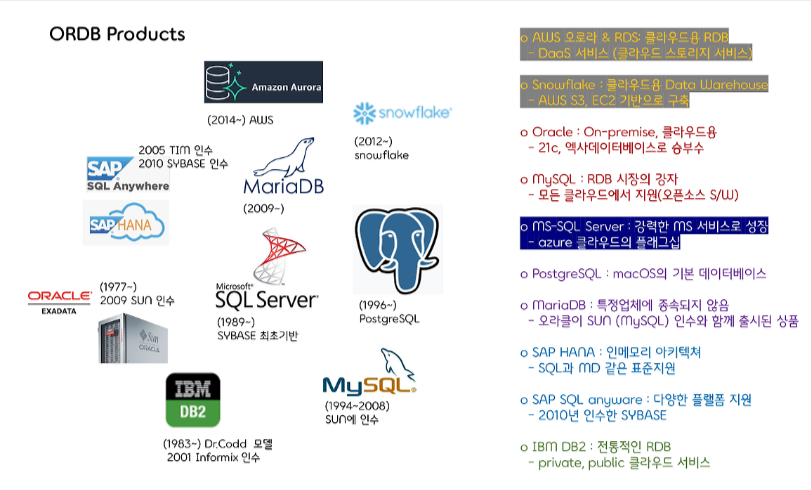 ORDB Products
Amazon Aurora
(2014~) AWS
snowflake
(2012~)
snowflake
2005 TIM 인수
2010 SYBASE 인수
SAP
SQL Anywhere
SAP HANA
MariaDB
(2009~)
ORACLE
EXADATA
(1977~)
2009 SUN 인수
Sun
ORACLE
Microsoft
SQL Server
(1989~)
SYBASE 최초기반
(1996~)
PostgreSQL
IBM
DB2
(1983~) Dr.Codd 모델
2001 Informix 인수
MySQL
(1994~2008)
SUN에 인수
o AWS 오로라 & RDS: 클라우드용 RDB
- DaaS 서비스 (클라우드 스토리지 서비스)
o Snowflake : 클라우드용 Data Warehouse
- AWS S3, EC2 기반으로 구축
o Oracle : On-premise, 클라우드용
- 21c, 엑사데이터베이스로 승부수
o MySQL : RDB 시장의 강자
- 모든 클라우드에서 지원(오픈소스 S/W)
o MS-SQL Server : 강력한 MS 서비스로 성장
- azure 클라우드의 플래그십
o PostgreSQL : macOS의 기본 데이터베이스
o MariaDB : 특정업체에 종속되지 않음
- 오라클이 SUN (MySQL) 인수와 함께 출시된 상품
o SAP HANA : 인메모리 아키텍쳐
- SQL과 MD 같은 표준지원
o SAP SQL anyware : 다양한 플랠폼 지원
- 2010년 인수한 SYBASE
o IBM DB2 : 전통적인 RDB
- private, public 클라우드 서비스